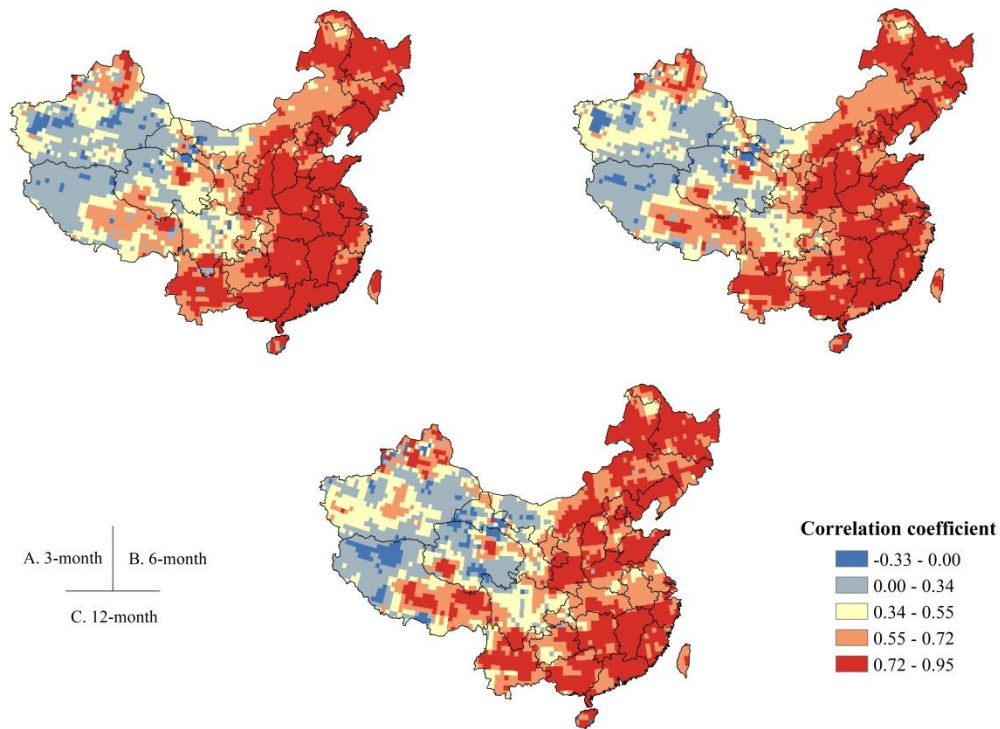 A. 3-month
B. 6-month
C. 12-month
Correlation coefficient
-0.33 - 0.00
0.00 - 0.34
0.34 - 0.55
0.55 - 0.72
0.72 - 0.95